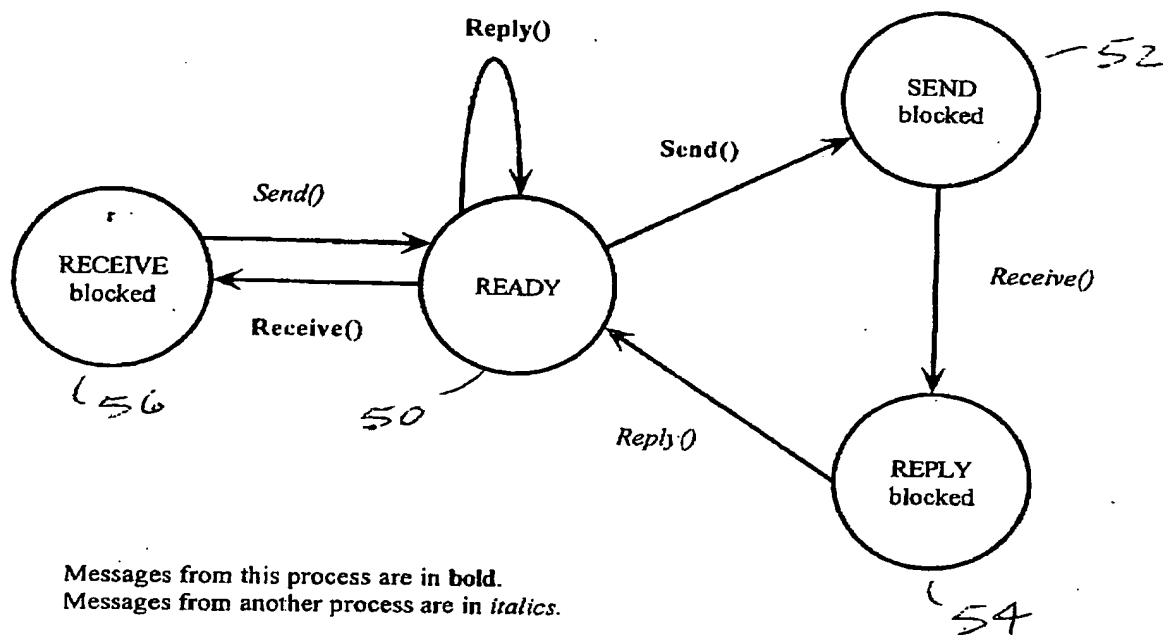 Reply()
52
SEND
blocked
Send()
Send()
r
RECEIVE
blocked
READY
Receive()
Receive()
56
50
Reply()
REPLY
blocked
Messages from this process are in bold.
Messages from another process are in italics.
54